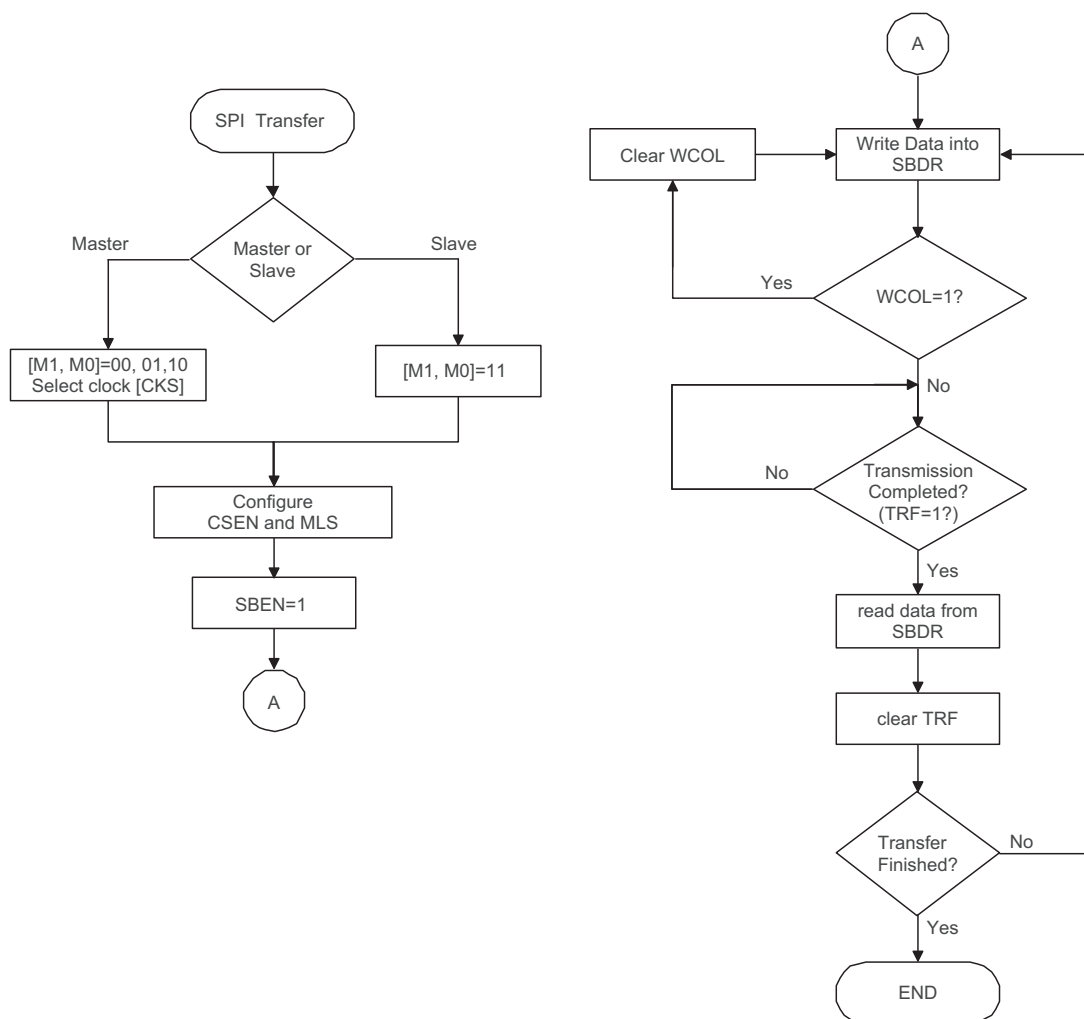 SPI Transfer
Master or
Slave
Master
Slave
[M1, M0]=00, 01,10
Select clock [CKS]
[M1, M0]=11
Configure
CSEN and MLS
SBEN=1
A
A
Write Data into
SBDR
Clear WCOL
WCOL=1?
Yes
No
Transmission
Completed?
(TRF=1?)
No
Yes
read data from
SBDR
clear TRF
Transfer
Finished?
No
Yes
END